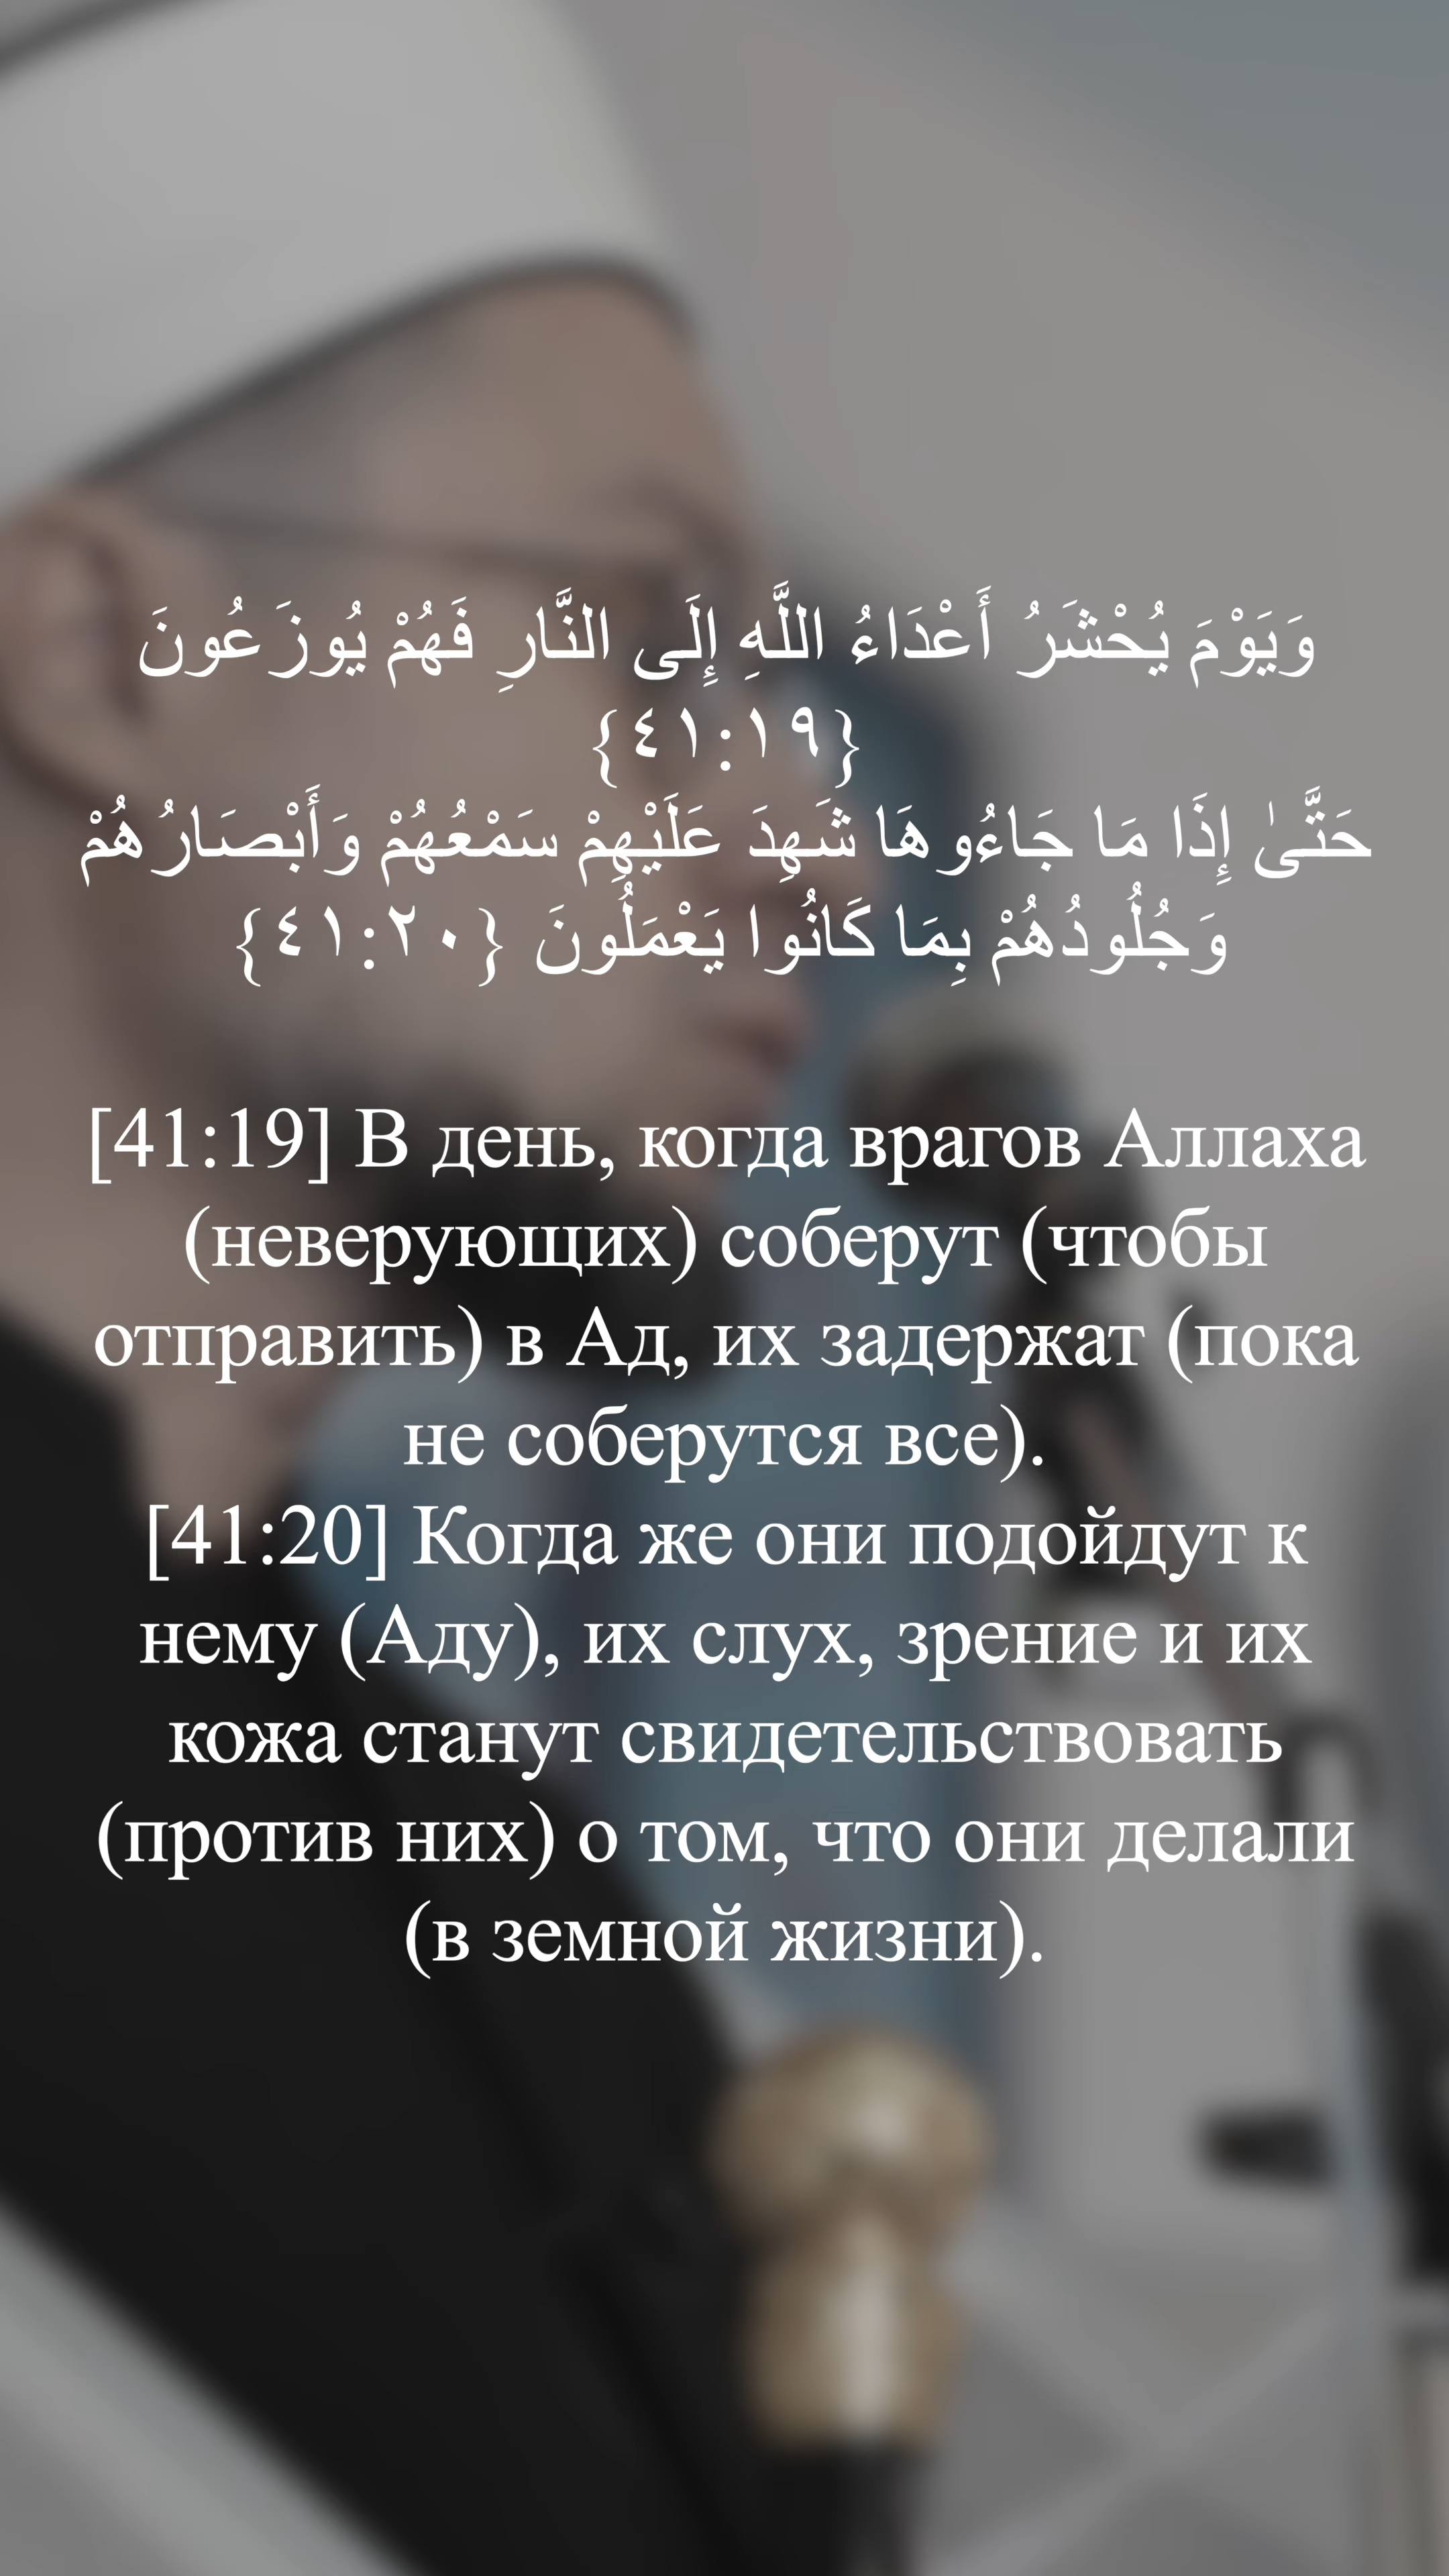 وَيَوْمَ يُحْشَرُ أَعْدَاءُ اللَّهِ إِلَى النَّارِ فَهُمْ يُوزَعُونَ
{٤١:١٩}
حَتَّىٰ إِذَا مَا جَاءُوهَا شَهِدَ عَلَيْهِمْ سَمْعُهُمْ وَأَبْصَارُهُمْ
وَجُلُودُهُمْ بِمَا كَانُوا يَعْمَلُونَ {٤١:٢٠}
[41:19] В день, когда врагов Аллаха
(неверующих) соберут (чтобы
отправить) в Ад, их задержат (пока
не соберутся все).
[41:20] Когда же они подойдут к
нему (Аду), их слух, зрение и их
кожа станут свидетельствовать
(против них) о том, что они делали
(в земной жизни).